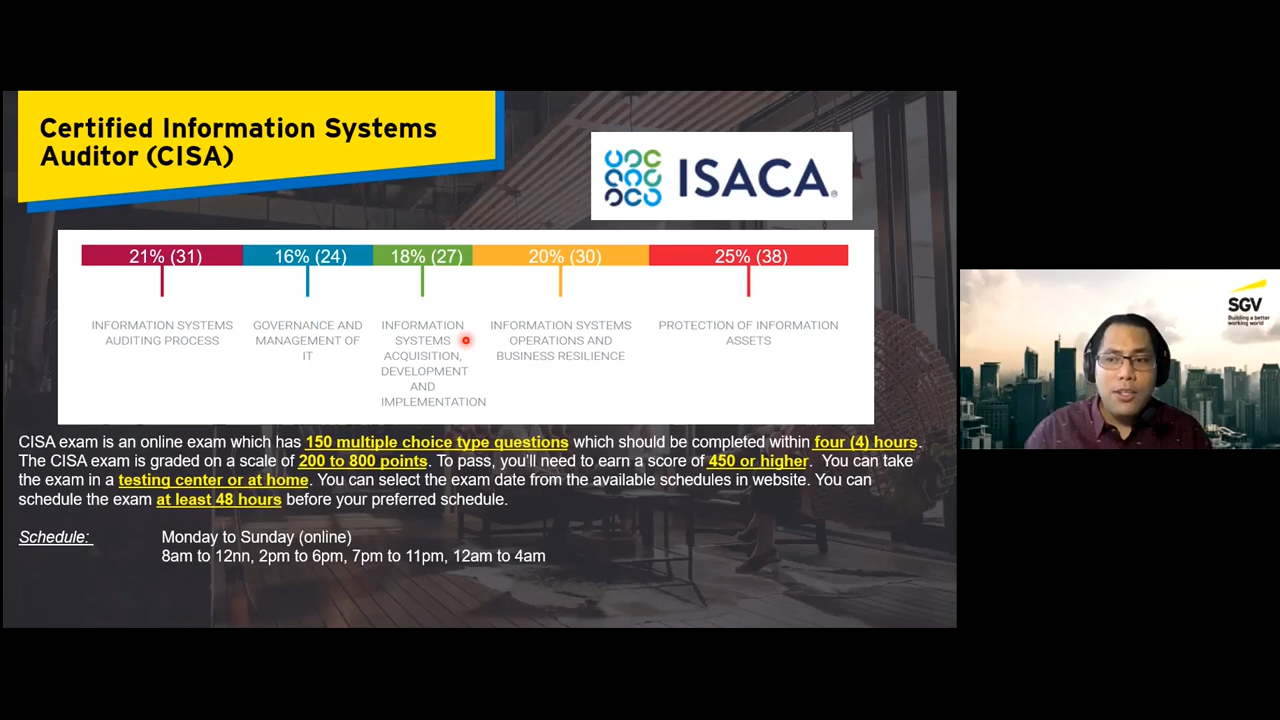 Certified Information Systems
Auditor (CISA)
ISACA®
21% (31)
16% (24)
18% (27)
20% (30)
25% (38)
INFORMATION SYSTEMS
AUDITING PROCESS
GOVERNANCE AND
MANAGEMENT OF
IT
INFORMATION
SYSTEMS
ACQUISITION,
DEVELOPMENT
AND
IMPLEMENTATION
INFORMATION SYSTEMS
OPERATIONS AND
BUSINESS RESILIENCE
PROTECTION OF INFORMATION
ASSETS
CISA exam is an online exam which has 150 multiple choice type questions which should be completed within four (4) hours.
The CISA exam is graded on a scale of 200 to 800 points. To pass, you'll need to earn a score of 450 or higher. You can take
the exam in a testing center or at home. You can select the exam date from the available schedules in website. You can
schedule the exam at least 48 hours before your preferred schedule.
Schedule: Monday to Sunday (online)
8am to 12nn, 2pm to 6pm, 7pm to 11pm, 12am to 4am
SGV
Building a better
working world